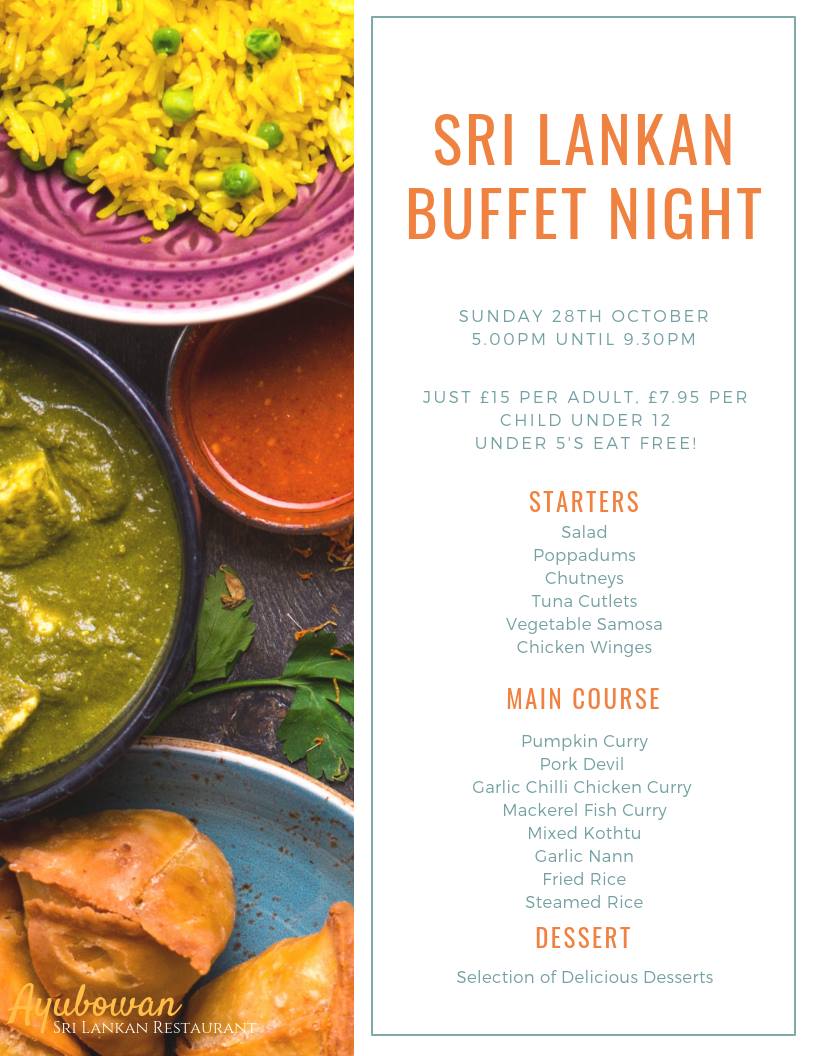 SRI LANKAN
BUFFET NIGHT
SUNDAY 28TH OCTOBER
5.00PM UNTIL 9.30PM
JUST £15 PER ADULT, £7.95 PER
CHILD UNDER 12
UNDER 5'S EAT FREE!
STARTERS
Salad
Poppadums
Chutneys
Tuna Cutlets
Vegetable Samosa
Chicken Winges
MAIN COURSE
Pumpkin Curry
Pork Devil
Garlic Chilli Chicken Curry
Mackerel Fish Curry
Mixed Kothtu
Garlic Nann
Fried Rice
Steamed Rice
DESSERT
Selection of Delicious Desserts
Ayubowan
SRI LANKAN RESTAURANT